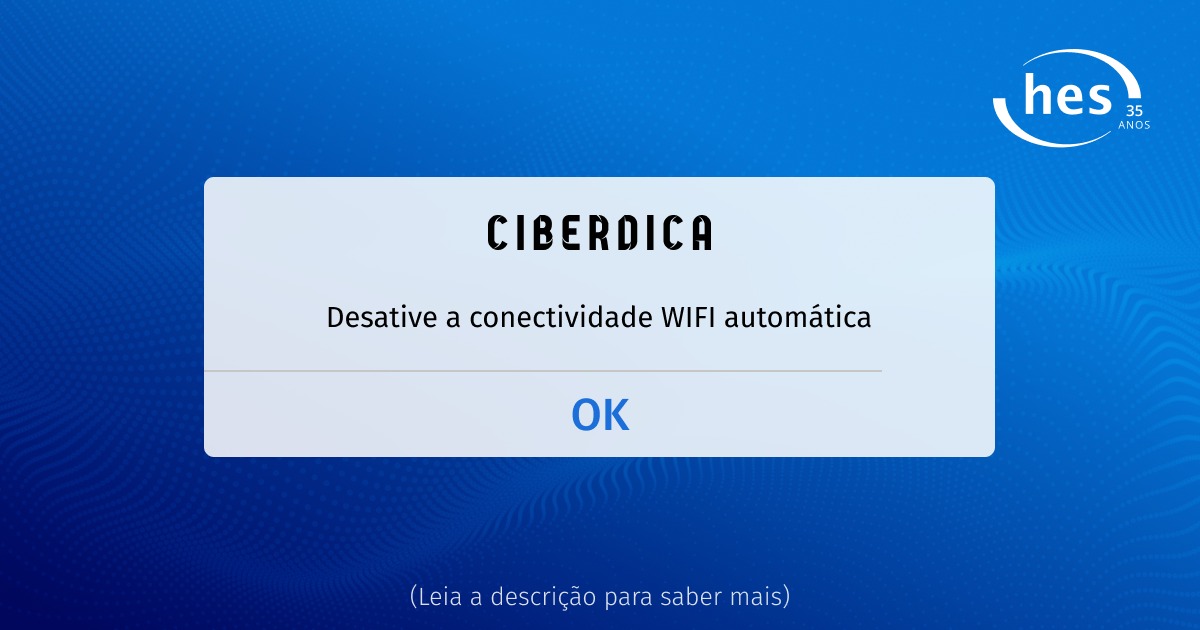 hes
35
ANOS
CIBERDICA
Desative a conectividade WIFI automática
OK
(Leia a descrição para saber mais)